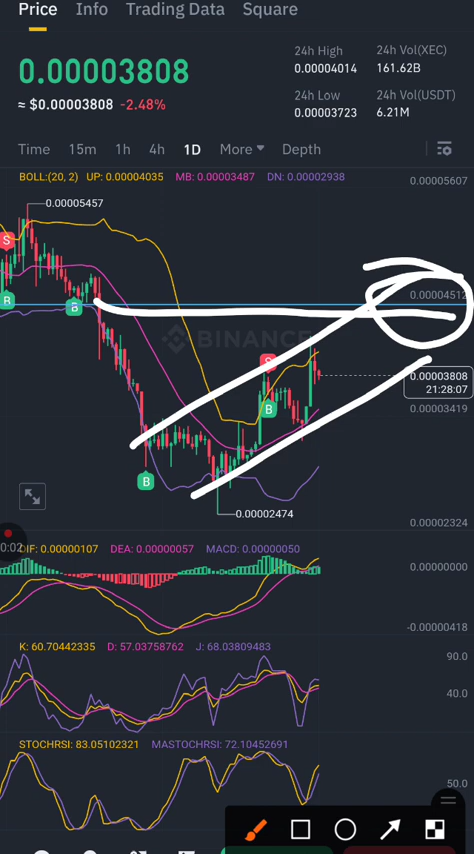 Price Info Trading Data Square
0.00003808
≈ $0.00003808 -2.48%
24h High 24h Vol(XEC)
0.00004014 161.62B
24h Low 24h Vol(USDT)
0.00003723 6.21M
Time 15m 1h 4h 1D More Depth
BOLL:(20, 2) UP: 0.00004035 MB: 0.00003487 DN: 0.00002938
0.00005607
0.00005457
S
B
B
0.00004512
BINANCE
S
0.00003808
21:28:07
B
0.00003419
B
0.00002474
0.00002324
0:02
DIF: 0.00000107 DEA: 0.00000057 MACD: 0.00000050
0.00000000
-0.00000418
K: 60.70442335 D: 57.03758762 J: 68.03809483
90.0
40.0
STOCHRSI: 83.05102321 MASTOCHRSI: 72.10452691
50.0